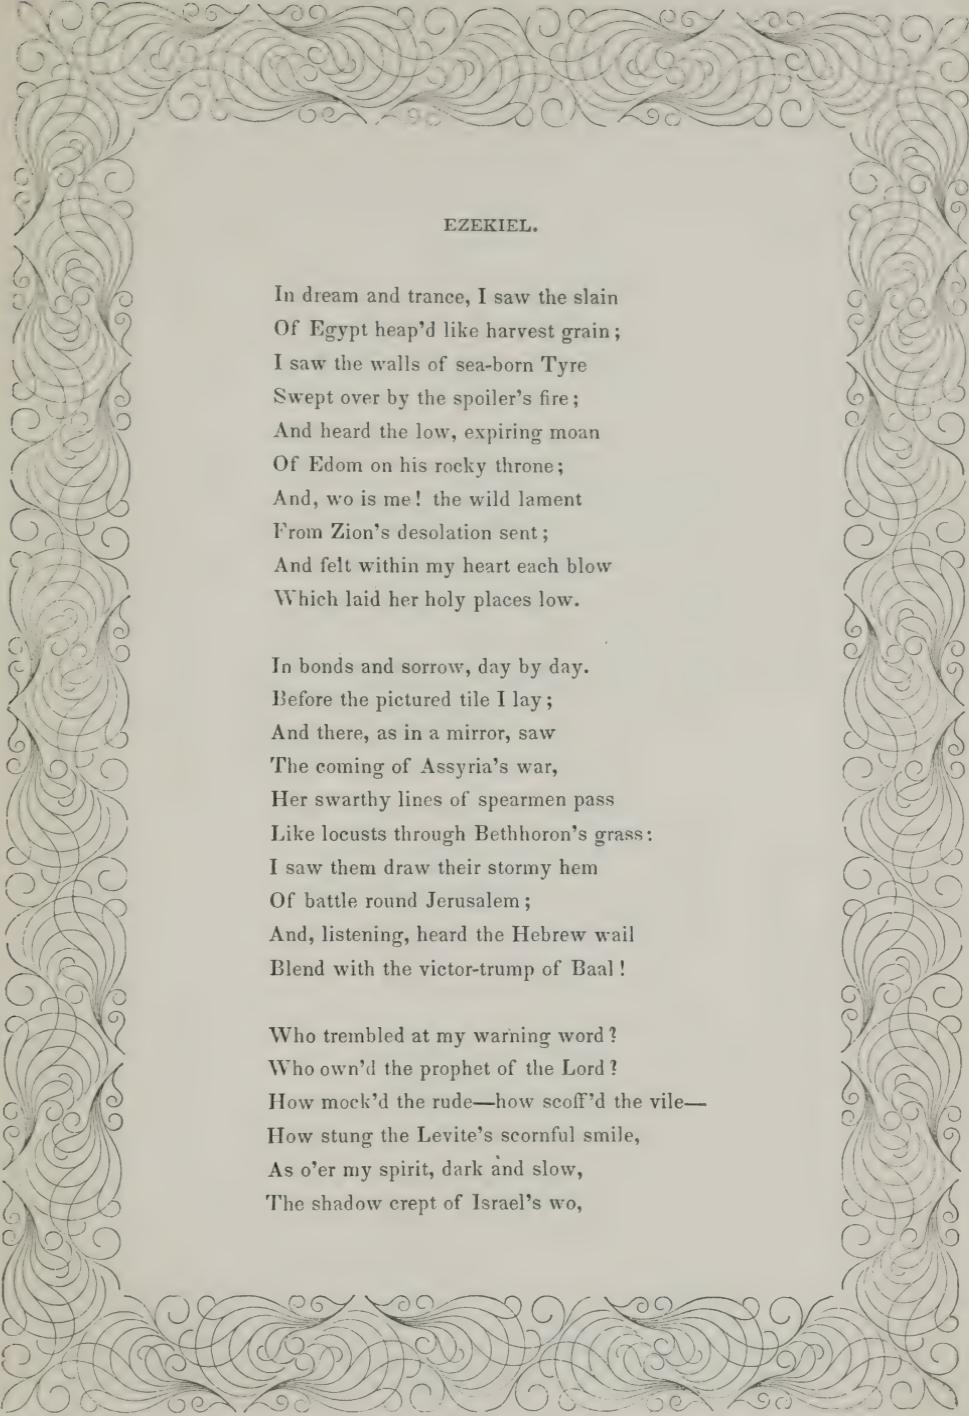 EZEKIEL.
In dream and trance, I saw the slain
Of Egypt heap'd like harvest grain;
I saw the walls of sea-born Tyre
Swept over by the spoiler's fire;
And heard the low, expiring moan
Of Edom on his rocky throne;
And, wo is me! the wild lament
From Zion's desolation sent;
And felt within my heart each blow
Which laid her holy places low.
In bonds and sorrow, day by day.
Before the pictured tile I lay;
And there, as in a mirror, saw
The coming of Assyria's war,
Her swarthy lines of spearmen pass
Like locusts through Bethhoron's grass:
I saw them draw their stormy hem
Of battle round Jerusalem;
And, listening, heard the Hebrew wail
Blend with the victor-trump of Baal!
Who trembled at my warning word?
Who own'd the prophet of the Lord?
How mock'd the rude—how scoff'd the vile—
How stung the Levite's scornful smile,
As o'er my spirit, dark and slow,
The shadow crept of Israel's wo,